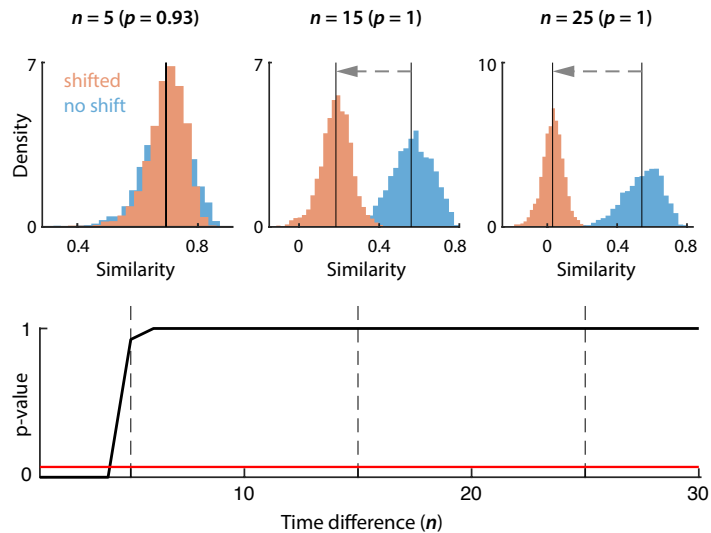 n = 5 (p = 0.93)
n = 15 (p = 1)
n = 25 (p = 1)
7
shifted
no shift
Density
0
0.4
0.8
Similarity
7
0
0
0.4
0.8
Similarity
10
0
0
0.4
0.8
Similarity
1
p-value
0
10
20
30
Time difference (n)